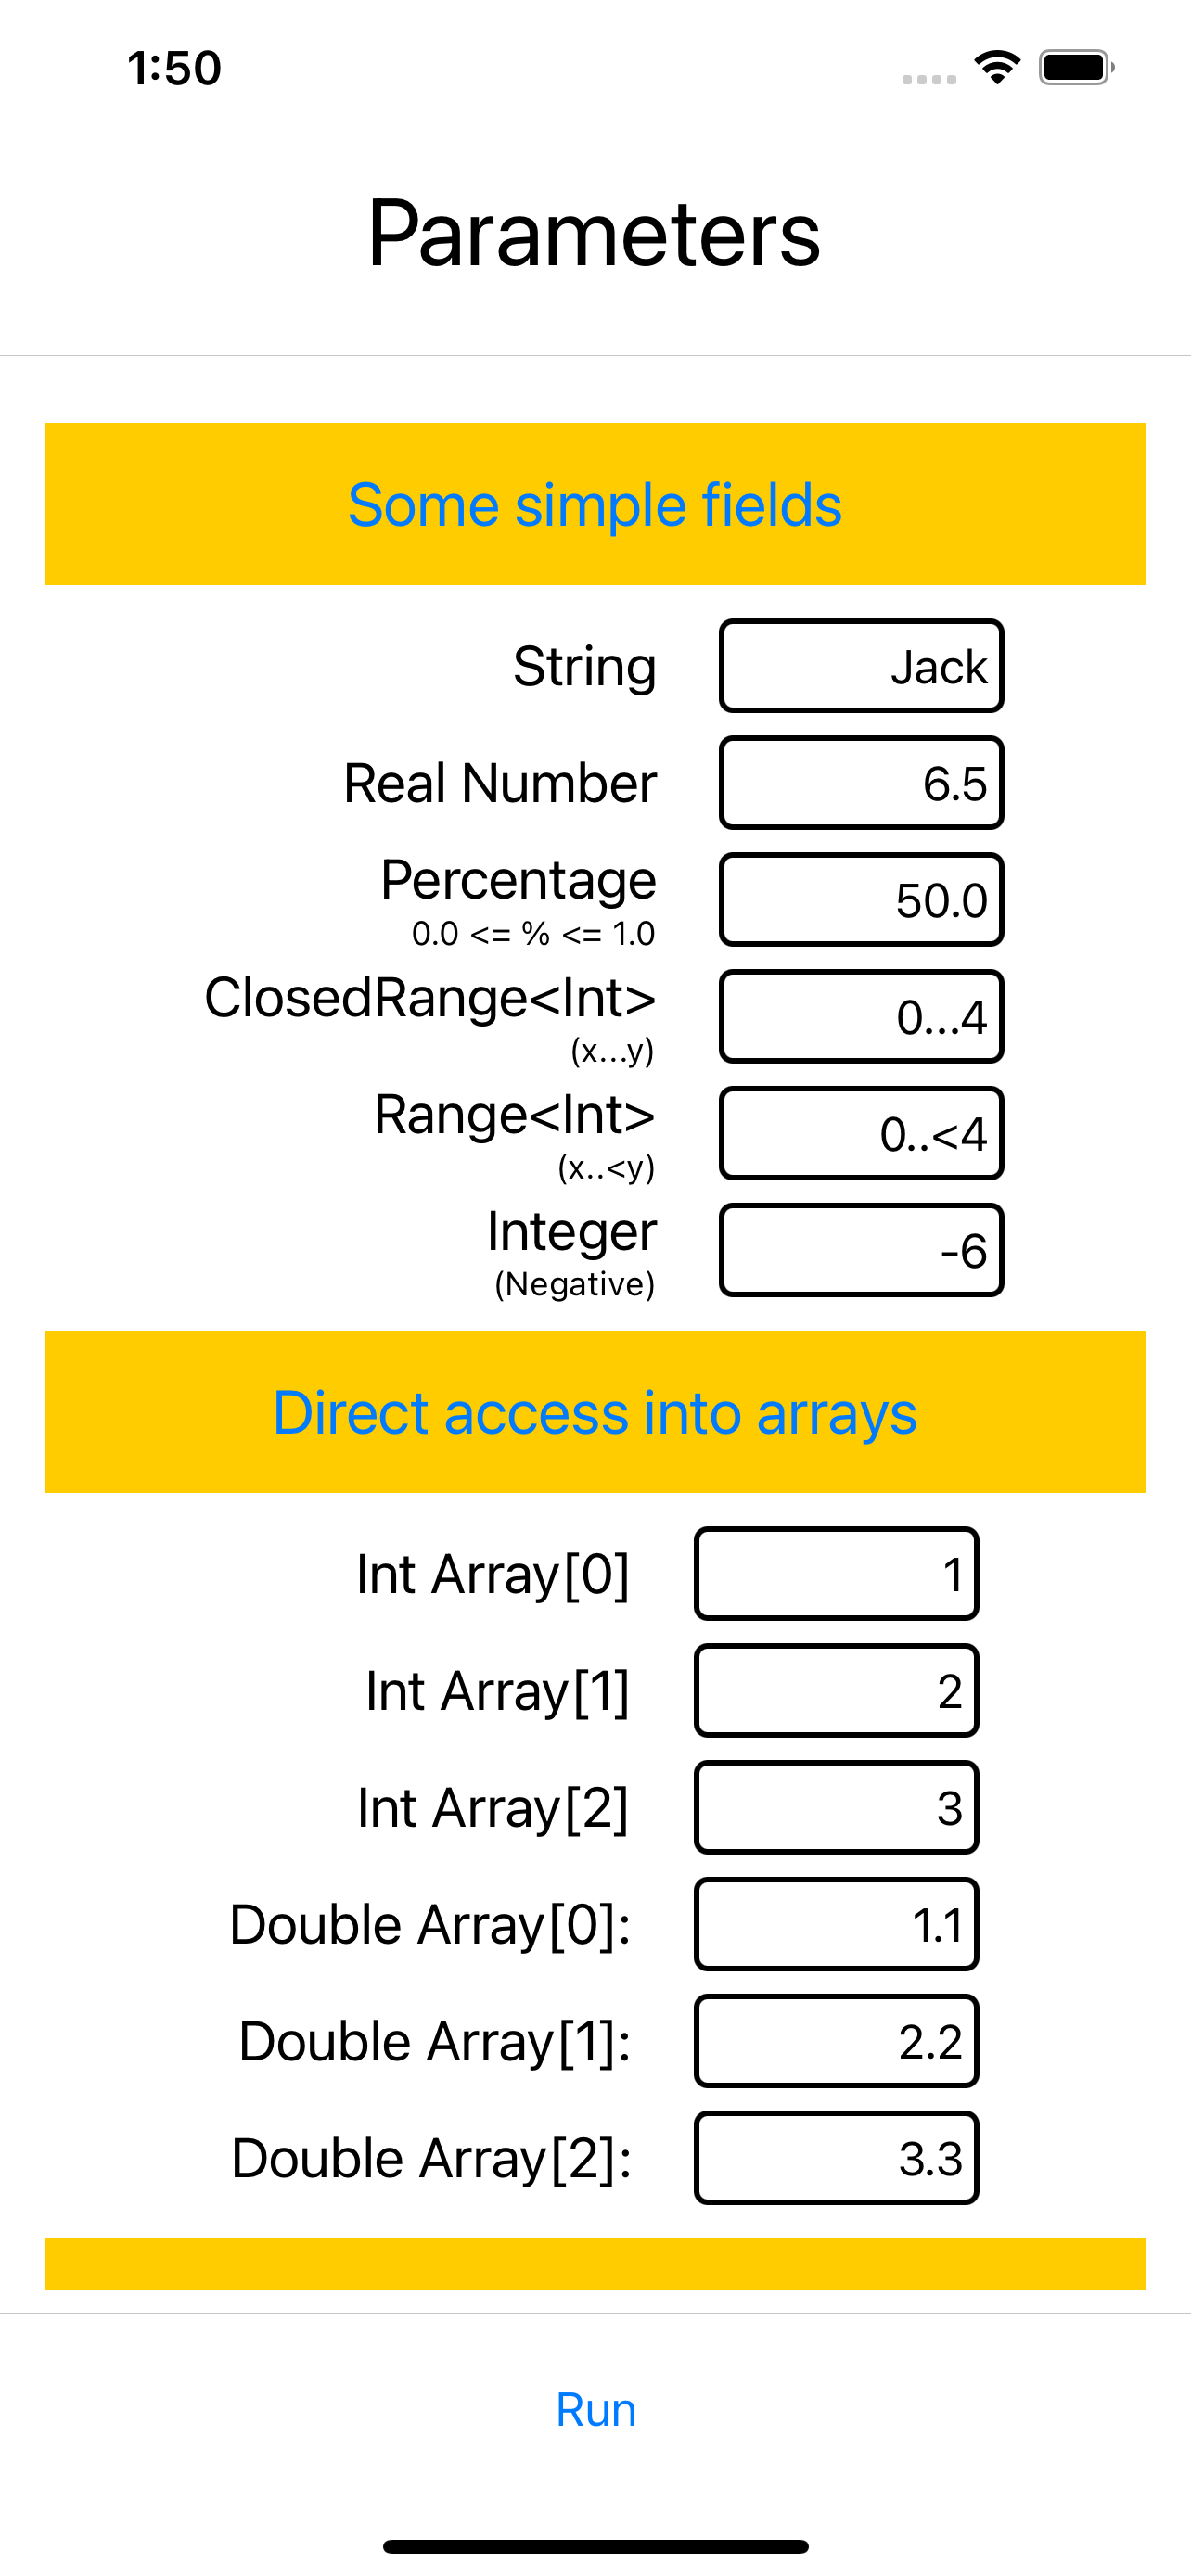 1:50
Parameters
Some simple fields
String Jack
Real Number 6.5
Percentage 50.0
0.0 <= % <= 1.0
ClosedRange<Int> 0...4
(x...y)
Range<Int> 0..<4
(x..<y)
Integer -6
(Negative)
Direct access into arrays
Int Array[0] 1
Int Array[1] 2
Int Array[2] 3
Double Array[0]: 1.1
Double Array[1]: 2.2
Double Array[2]: 3.3
Run